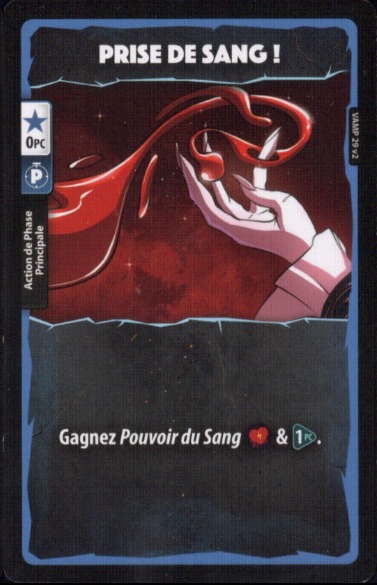 PRISE DE SANG !
0PC
P
Action de Phase
Principale
VAMP 29 v2
Gagnez Pouvoir du Sang & 1PC.